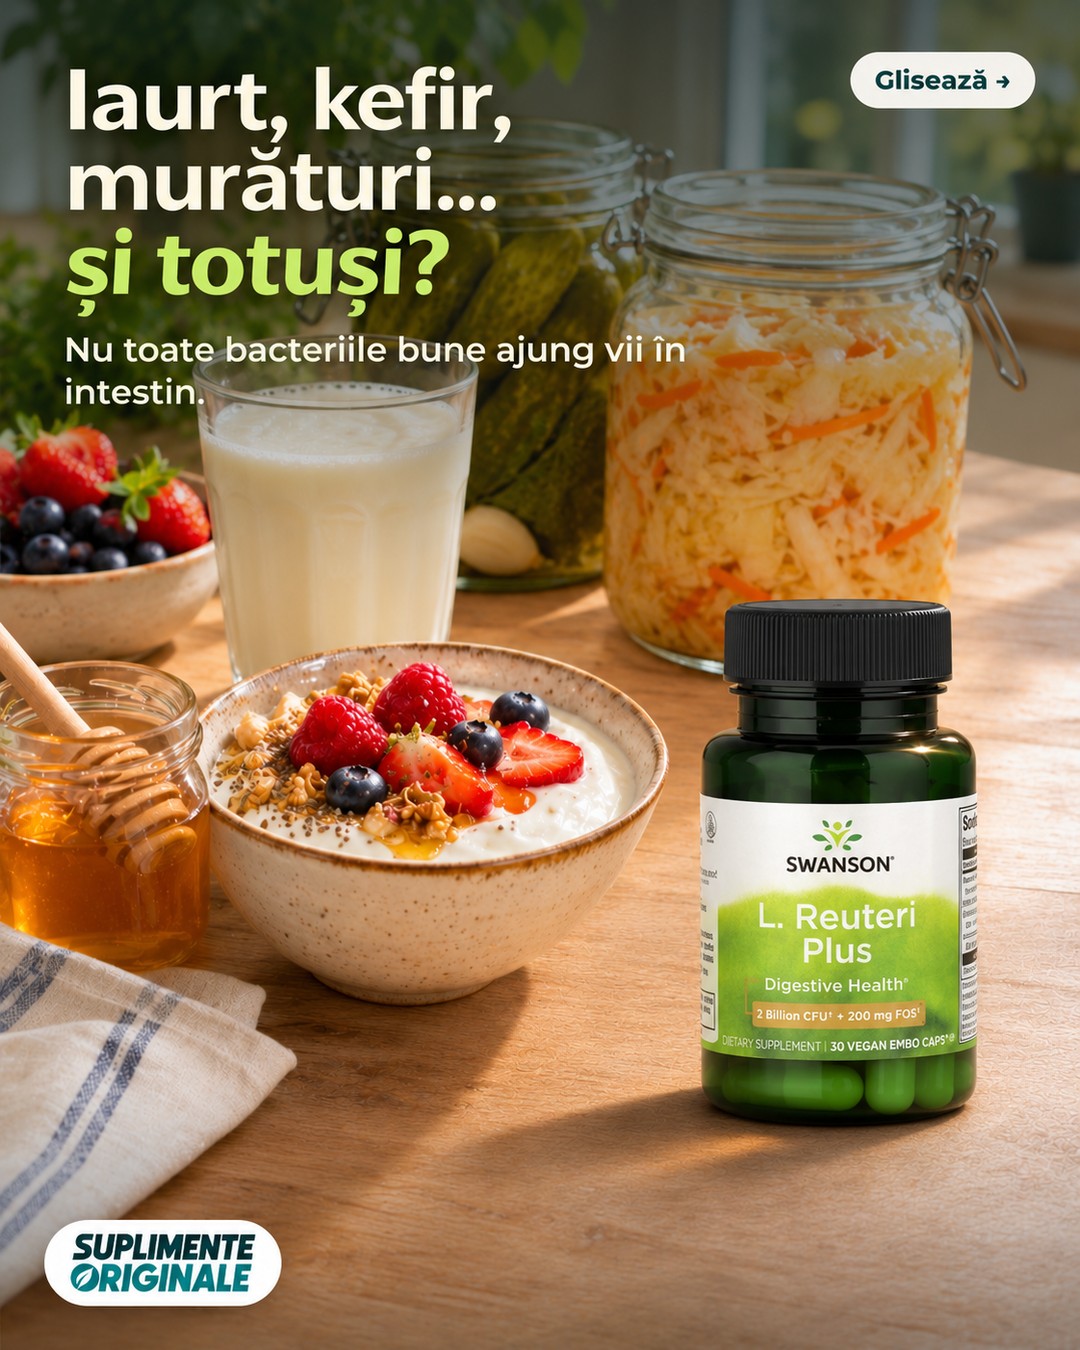 Iaurt, kefir,
murături...
și totuși?
Glisează →
Nu toate bacteriile bune ajung vii în
intestin.
SWANSON®
L. Reuteri
Plus
Digestive Health®
2 Billion CFU† + 200 mg FOS†
DIETARY SUPPLEMENT | 30 VEGAN EMBO CAPS
SUPLIMENTE
ORIGINALE